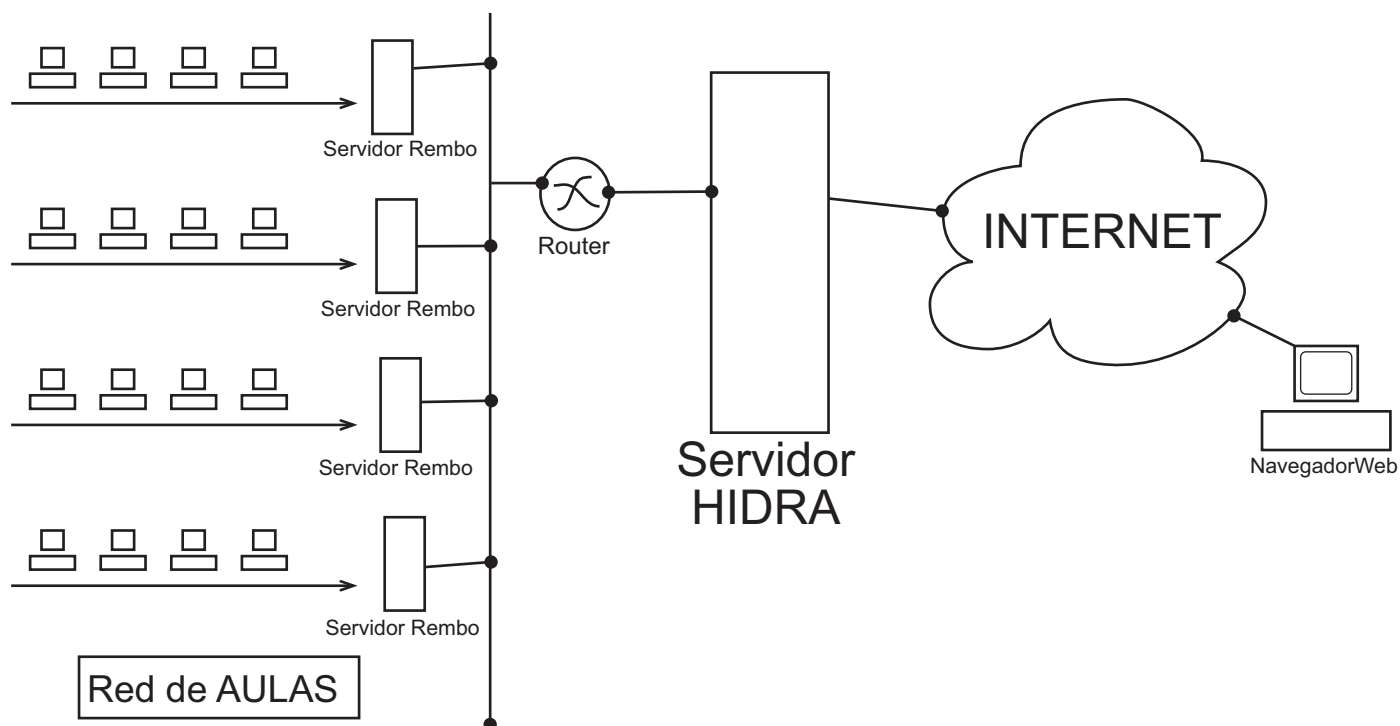 Servidor Rembo
Servidor Rembo
Servidor Rembo
Servidor Rembo
Red de AULAS
Router
Servidor
HIDRA
INTERNET
NavegadorWeb